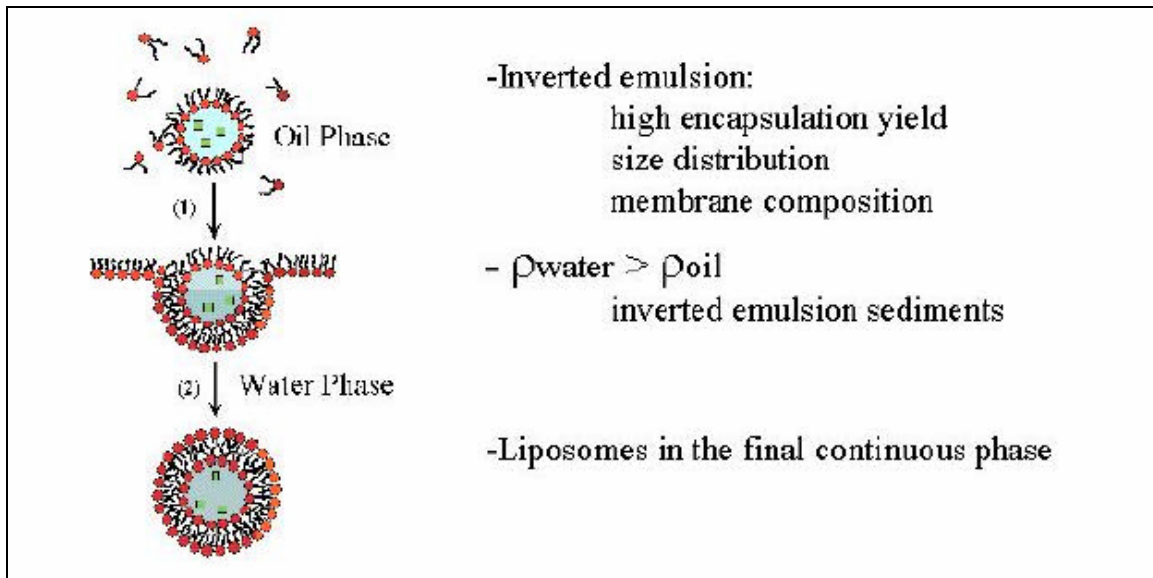 -Inverted emulsion:
high encapsulation yield
Oil Phase
size distribution
(1)
membrane composition
- ρwater > ρoil
inverted emulsion sediments
(2) Water Phase
-Liposomes in the final continuous phase